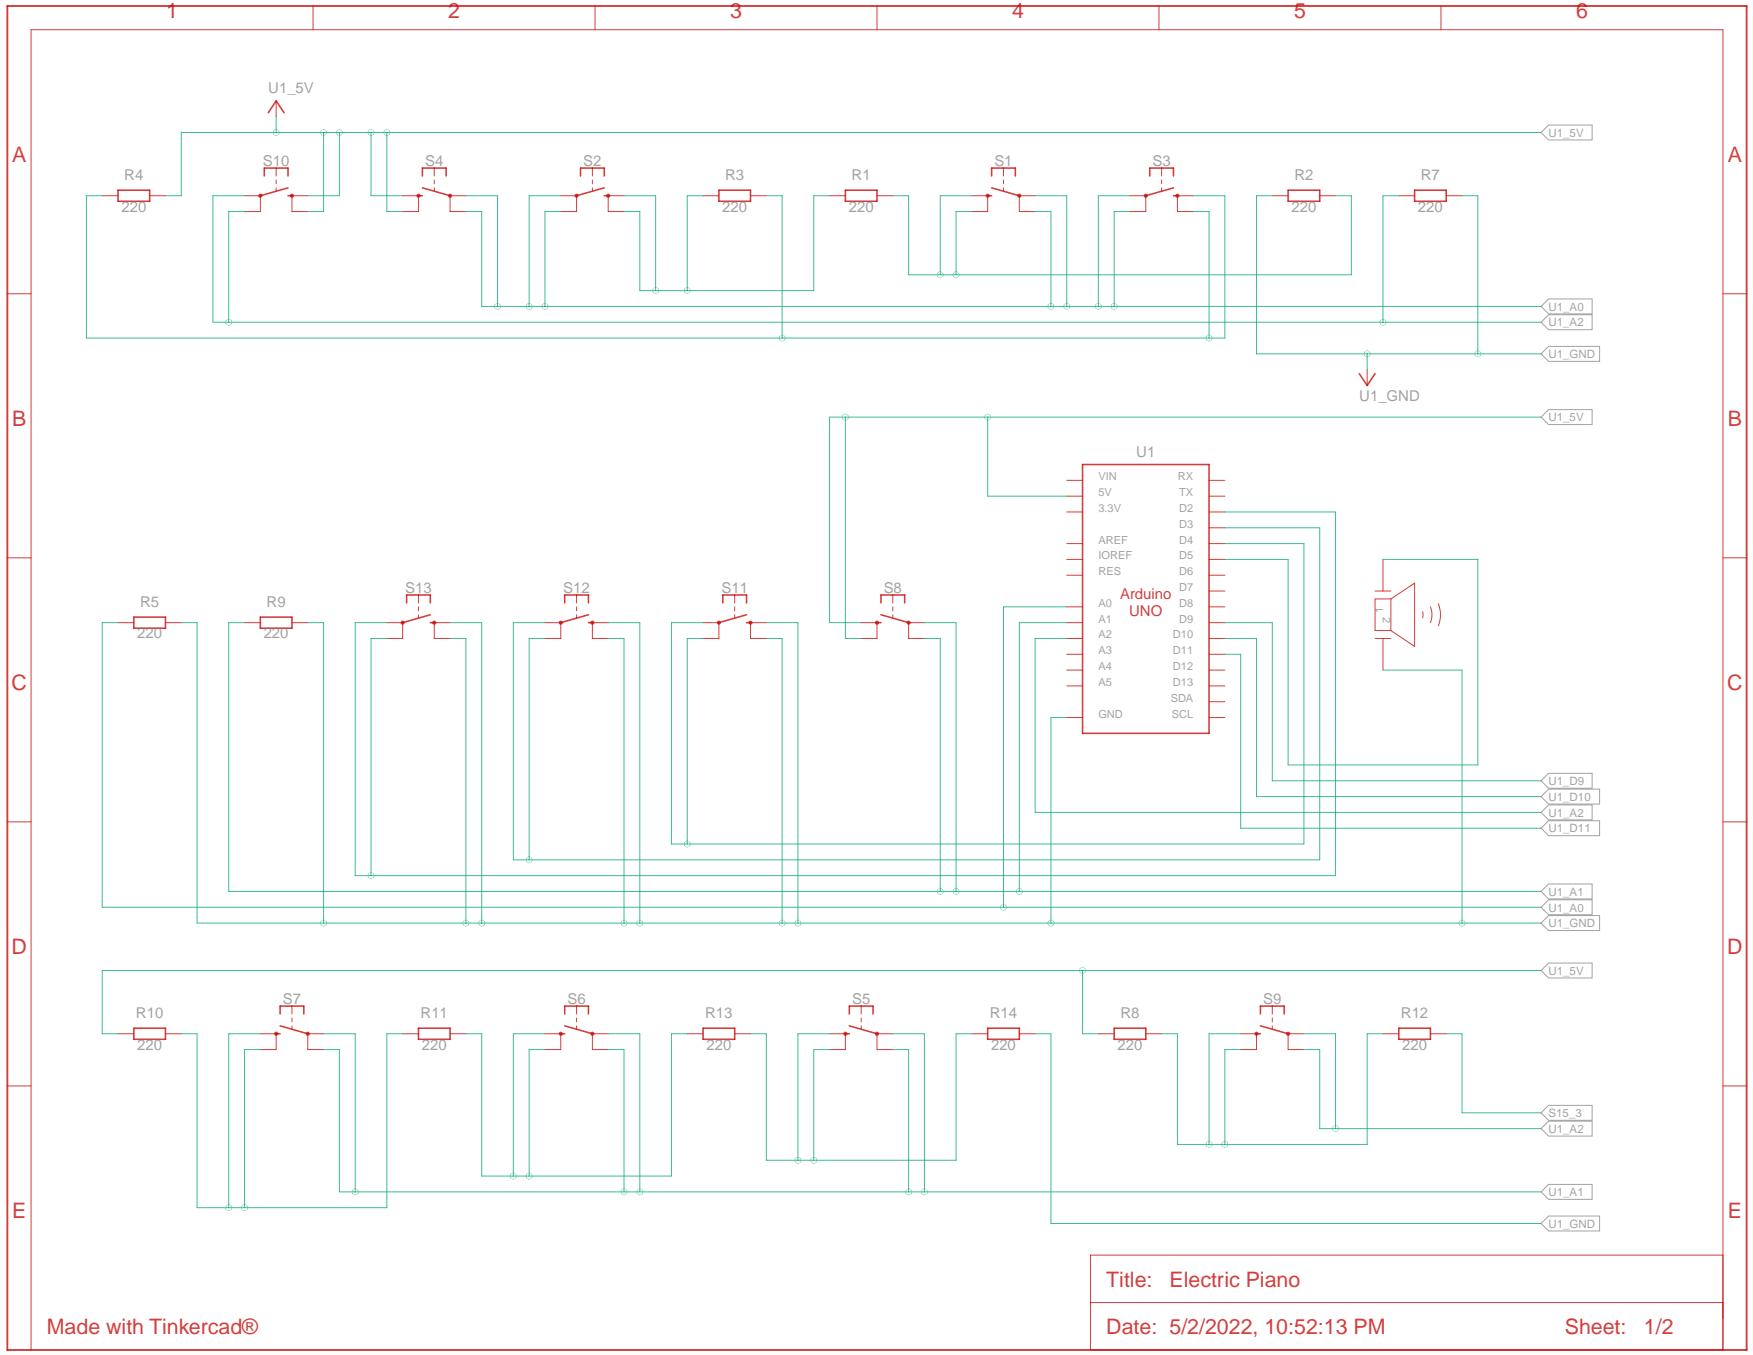 1 2 3 4 5 6
U1_5V
U1_5V
A A
S10 S4 S2 S1 S3
R4 R3 R1 R2 R7
220 220 220 220 220
U1_A0
U1_A2
U1_GND
U1_GND
B B
U1_5V
U1
VIN RX
5V TX
3.3V D2
D3
AREF D4
IOREF D5
RES D6
D7
Arduino
UNO
A0 D8
A1 D9
A2 D10
A3 D11
A4 D12
A5 D13
SDA
GND SCL
S13 S12 S11 S8
R5 R9
220 220
1
2
C C
U1_D9
U1_D10
U1_A2
U1_D11
U1_A1
U1_A0
U1_GND
D D
U1_5V
S7 S6 S5 S9
R10 R11 R13 R14 R8 R12
220 220 220 220 220 220
S15_3
U1_A2
U1_A1
E E
U1_GND
Title: Electric Piano
Made with Tinkercad®
Date: 5/2/2022, 10:52:13 PM Sheet: 1/2